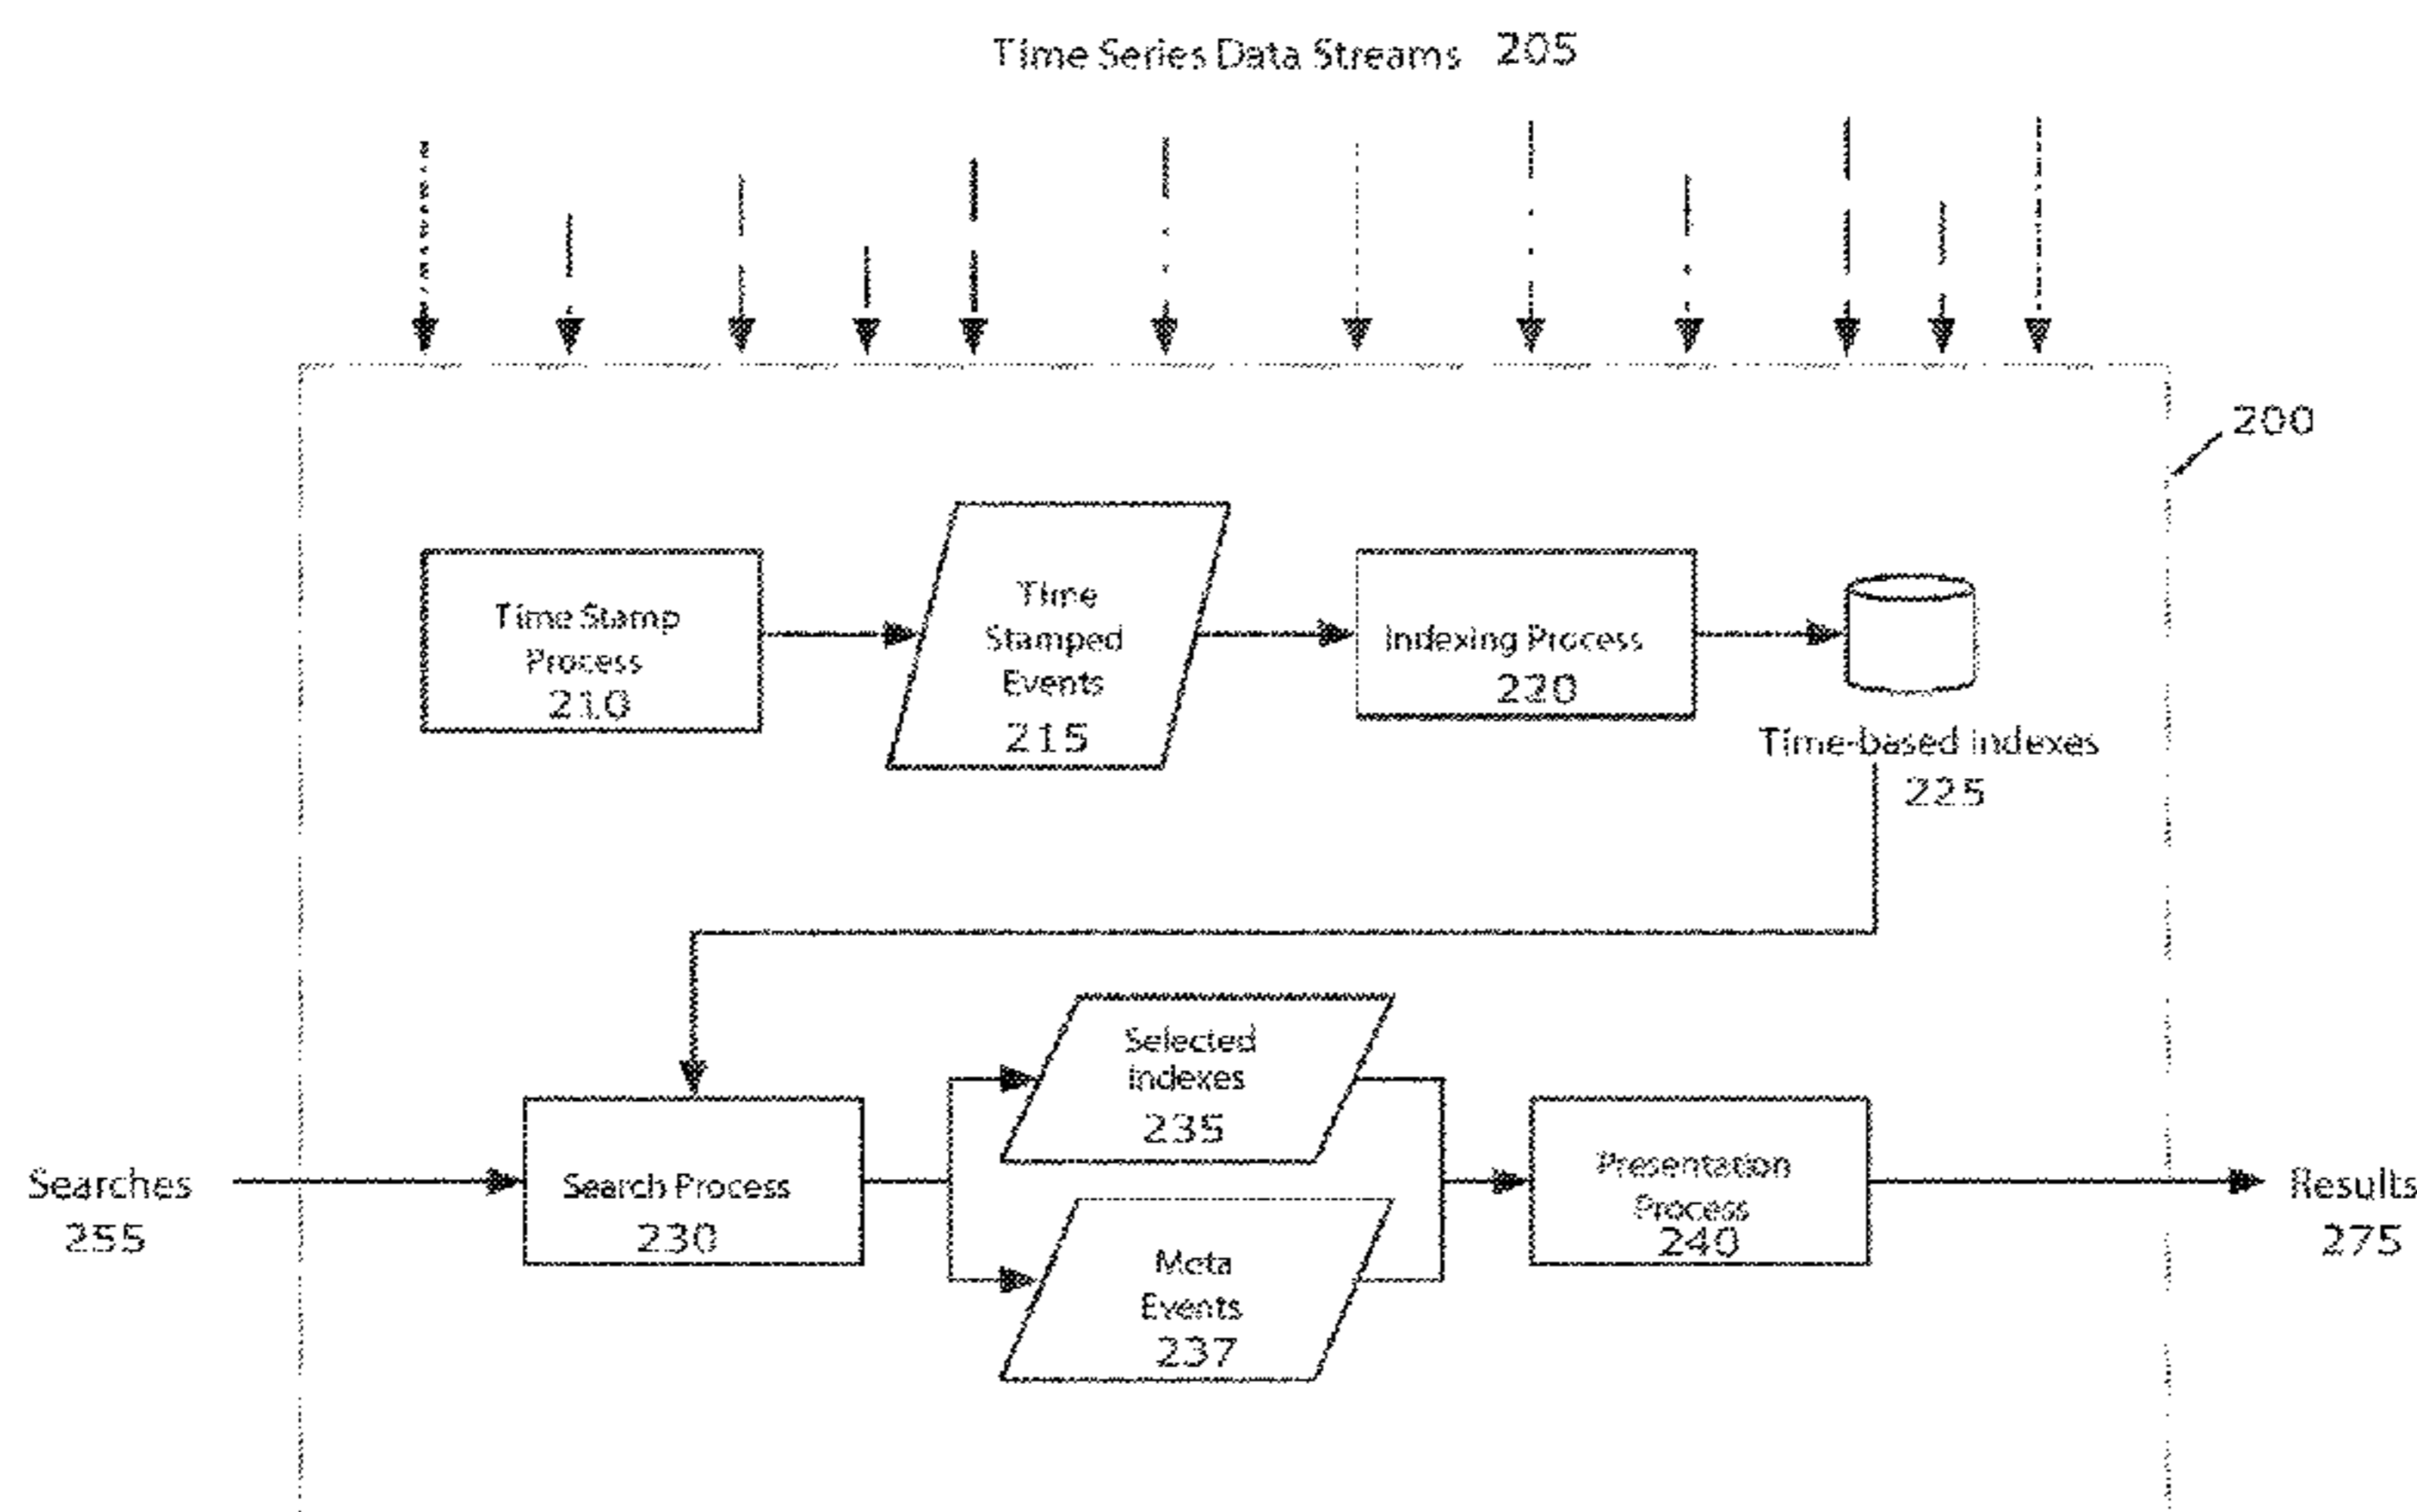 Time Series Data Streams 205
200
Time Stamp
Process
210
Time
Stamped
Events
215
Indexing Process
220
Time-based Indexes
225
Selected
Indexes
235
Searches
255
Search Process
230
Meta
Events
237
Presentation
Process
240
Results
275